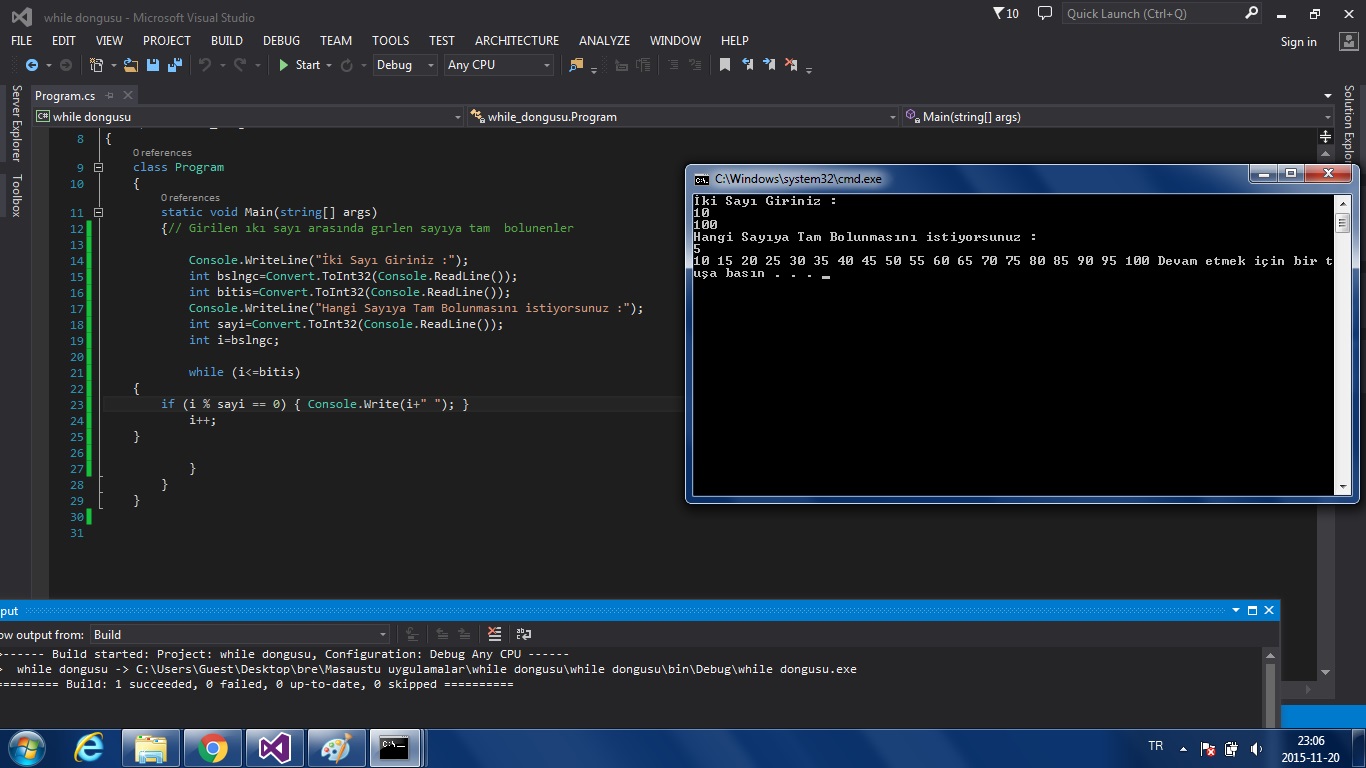 while dongusu - Microsoft Visual Studio
10
Quick Launch (Ctrl+Q)
FILE EDIT VIEW PROJECT BUILD DEBUG TEAM TOOLS TEST ARCHITECTURE ANALYZE WINDOW HELP
Sign in
Start Debug Any CPU
Server Explorer
Toolbox
Solution Explor
Program.cs
C# while dongusu
while_dongusu.Program
Main(string[] args)
8 {
0 references
9 class Program
10 {
0 references
11 static void Main(string[] args)
12 {// Girilen ıkı sayı arasında gırlen sayıya tam bolunenler
13
14 Console.WriteLine("İki Sayı Giriniz :");
15 int bslngc=Convert.ToInt32(Console.ReadLine());
16 int bitis=Convert.ToInt32(Console.ReadLine());
17 Console.WriteLine("Hangi Sayıya Tam Bolunmasını istiyorsunuz :");
18 int sayi=Convert.ToInt32(Console.ReadLine());
19 int i=bslngc;
20
21 while (i<=bitis)
22 {
23 if (i % sayi == 0) { Console.Write(i+" "); }
24 i++;
25 }
26
27 }
28 }
29 }
30
31
C:\Windows\system32\cmd.exe
İki Sayı Giriniz :
10
100
Hangi Sayıya Tam Bolunmasını istiyorsunuz :
5
10 15 20 25 30 35 40 45 50 55 60 65 70 75 80 85 90 95 100 Devam etmek için bir t
uşa basın . . . _
put
ow output from: Build
>------ Build started: Project: while dongusu, Configuration: Debug Any CPU ------
> while dongusu -> C:\Users\Guest\Desktop\bre\Masaustu uygulamalar\while dongusu\while dongusu\bin\Debug\while dongusu.exe
========= Build: 1 succeeded, 0 failed, 0 up-to-date, 0 skipped ==========
TR
23:06
2015-11-20